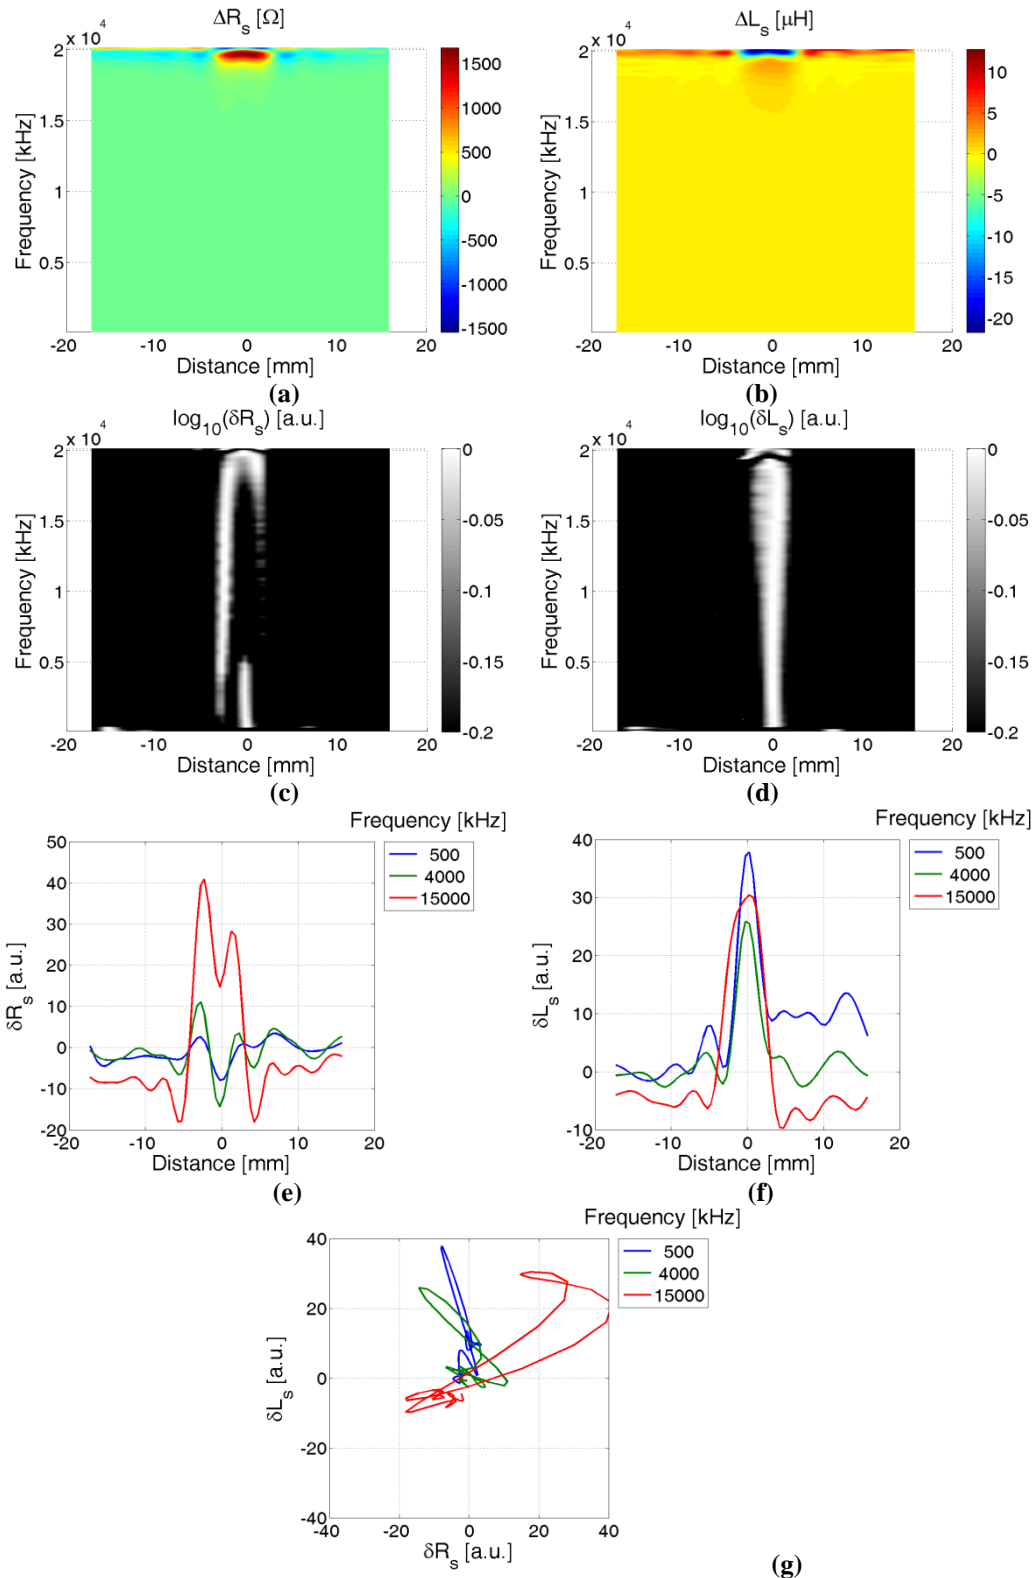 ΔR_s [Ω]
x 10^4
2
1.5
1
0.5
Frequency [kHz]
-20 -10 0 10 20
Distance [mm]
1500
1000
500
0
-500
-1000
-1500
(a)
ΔL_s [μH]
x 10^4
2
1.5
1
0.5
Frequency [kHz]
-20 -10 0 10 20
Distance [mm]
10
5
0
-5
-10
-15
-20
(b)
log_10(δR_s) [a.u.]
x 10^4
2
1.5
1
0.5
Frequency [kHz]
-20 -10 0 10 20
Distance [mm]
0
-0.05
-0.1
-0.15
-0.2
(c)
log_10(δL_s) [a.u.]
x 10^4
2
1.5
1
0.5
Frequency [kHz]
-20 -10 0 10 20
Distance [mm]
0
-0.05
-0.1
-0.15
-0.2
(d)
Frequency [kHz]
500
4000
15000
50
40
30
20
10
0
-10
-20
δR_s [a.u.]
-20 -10 0 10 20
Distance [mm]
(e)
Frequency [kHz]
500
4000
15000
40
30
20
10
0
-10
δL_s [a.u.]
-20 -10 0 10 20
Distance [mm]
(f)
Frequency [kHz]
500
4000
15000
40
20
0
-20
-40
δL_s [a.u.]
-40 -20 0 20 40
δR_s [a.u.]
(g)